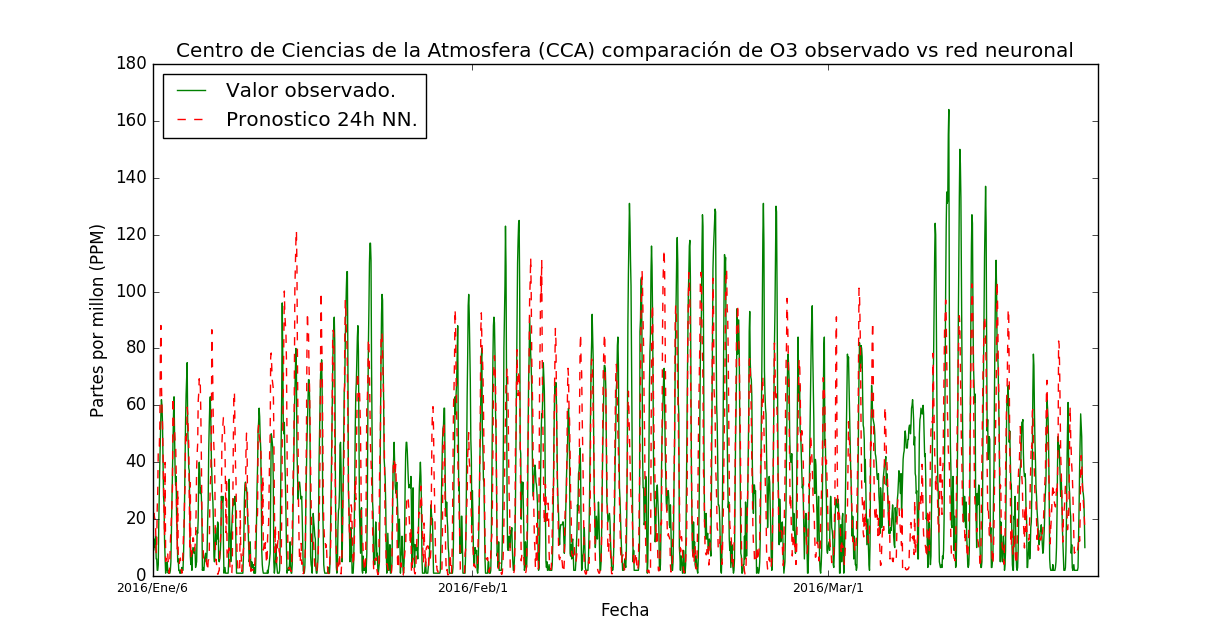 Centro de Ciencias de la Atmosfera (CCA) comparación de O3 observado vs red neuronal
180
160
140
120
100
80
60
40
20
0
Partes por millon (PPM)
Valor observado.
Pronostico 24h NN.
2016/Ene/6
2016/Feb/1
2016/Mar/1
Fecha